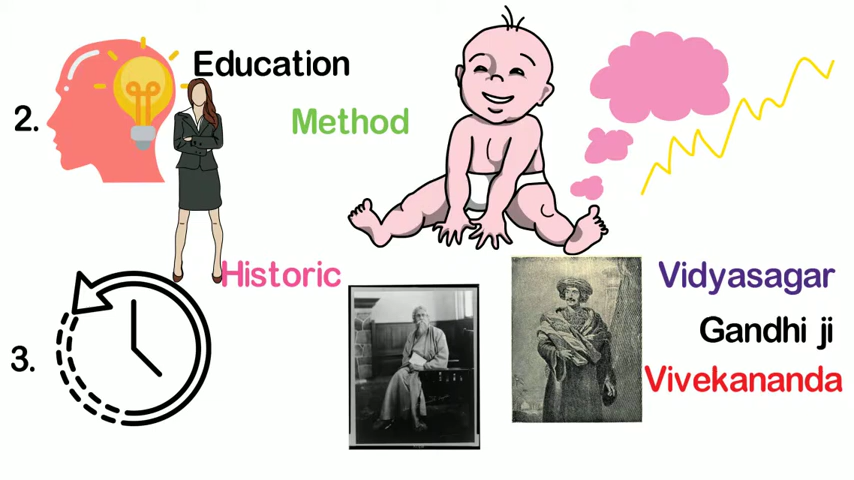 2.
Education
Method
3.
Historic
Vidyasagar
Gandhi ji
Vivekananda